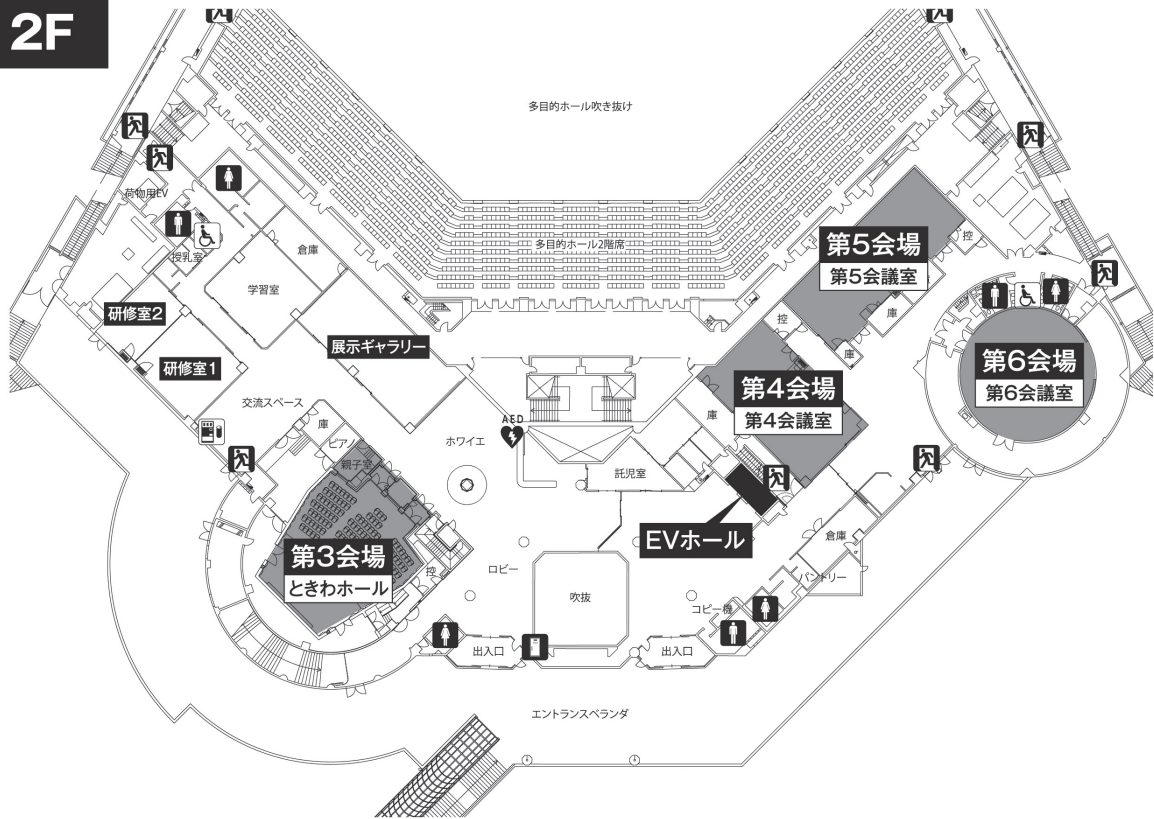 2F
多目的ホール吹き抜け
荷物用EV
多目的ホール2階席
第5会場
第5会議室
控
倉庫
授乳室
学習室
研修室2
庫
控
展示ギャラリー
研修室1
庫
第6会場
第6会議室
第4会場
第4会議室
交流スペース
庫
庫
AED
ホワイエ
ピアノ
親子室
託児室
EVホール
倉庫
第3会場
ときわホール
控
ロビー
吹抜
パントリー
コピー機
出入口
出入口
エントランスベランダ